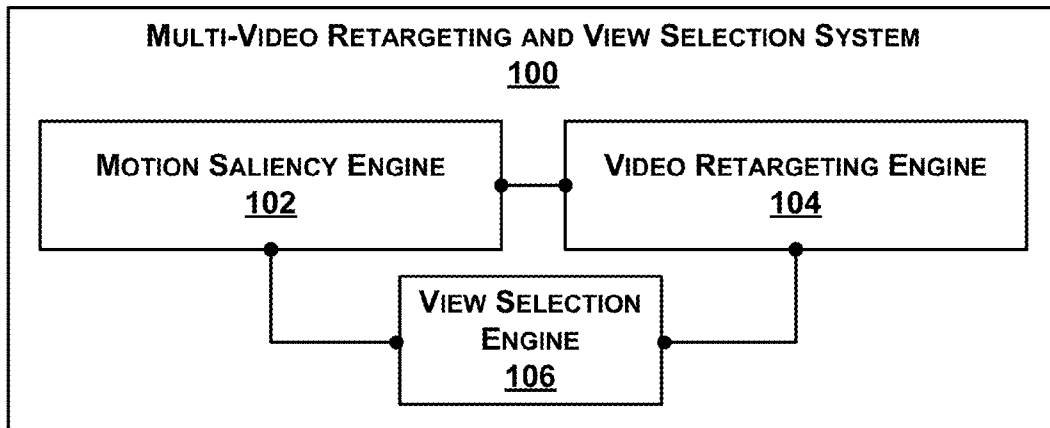 MULTI-VIDEO RETARGETING AND VIEW SELECTION SYSTEM
100
MOTION SALIENCY ENGINE
102
VIDEO RETARGETING ENGINE
104
VIEW SELECTION
ENGINE
106